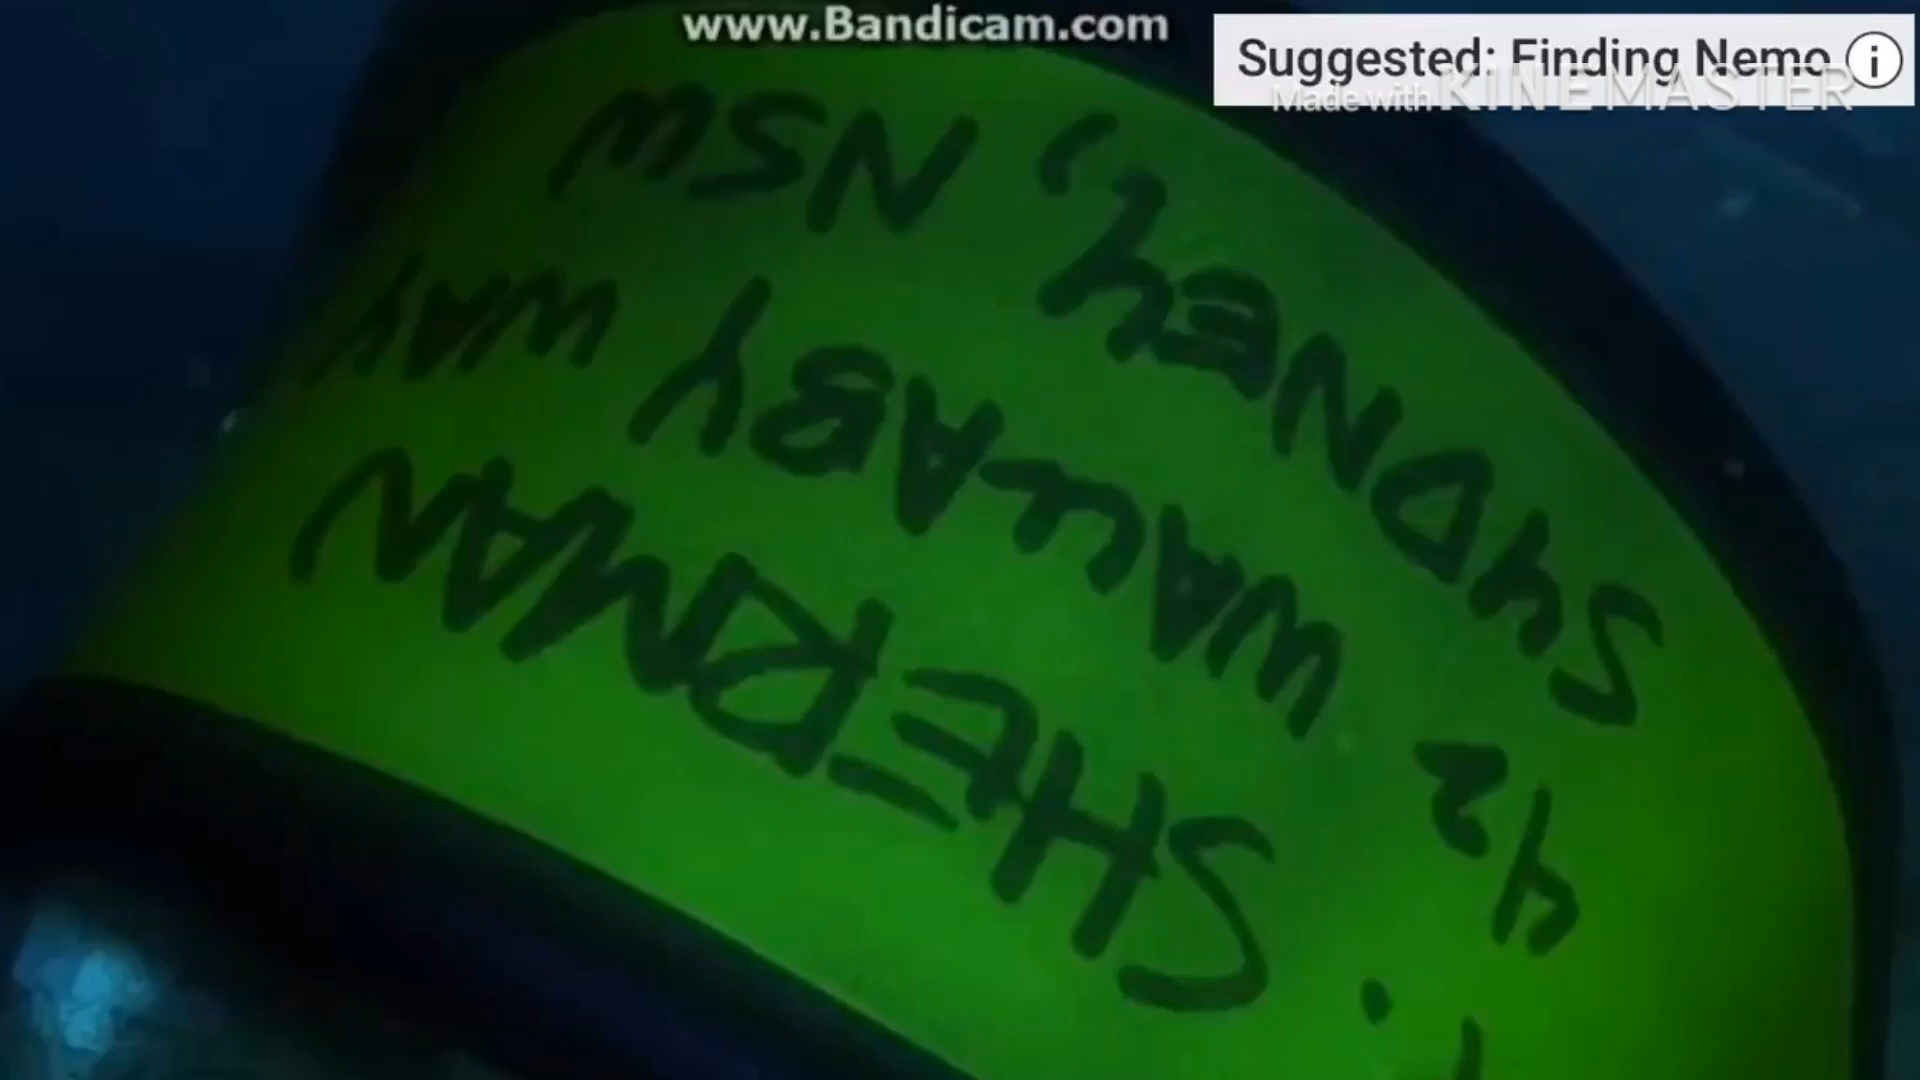 www.Bandicam.com
Suggested: Finding Nemo
Made with KINEMASTER
SHERMAN
42 WALLABY WAY
SYDNEY, NSW